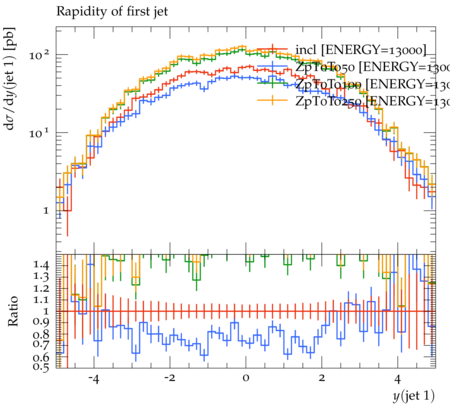 Rapidity of first jet
dσ/dy(jet 1) [pb]
10²
10¹
1
incl [ENERGY=13000]
ZpToTo50 [ENERGY=1300
ZpToTo100 [ENERGY=130
ZpToTo250 [ENERGY=130
Ratio
1.4
1.3
1.2
1.1
1
0.9
0.8
0.7
0.6
0.5
-4 -2 0 2 4
y(jet 1)